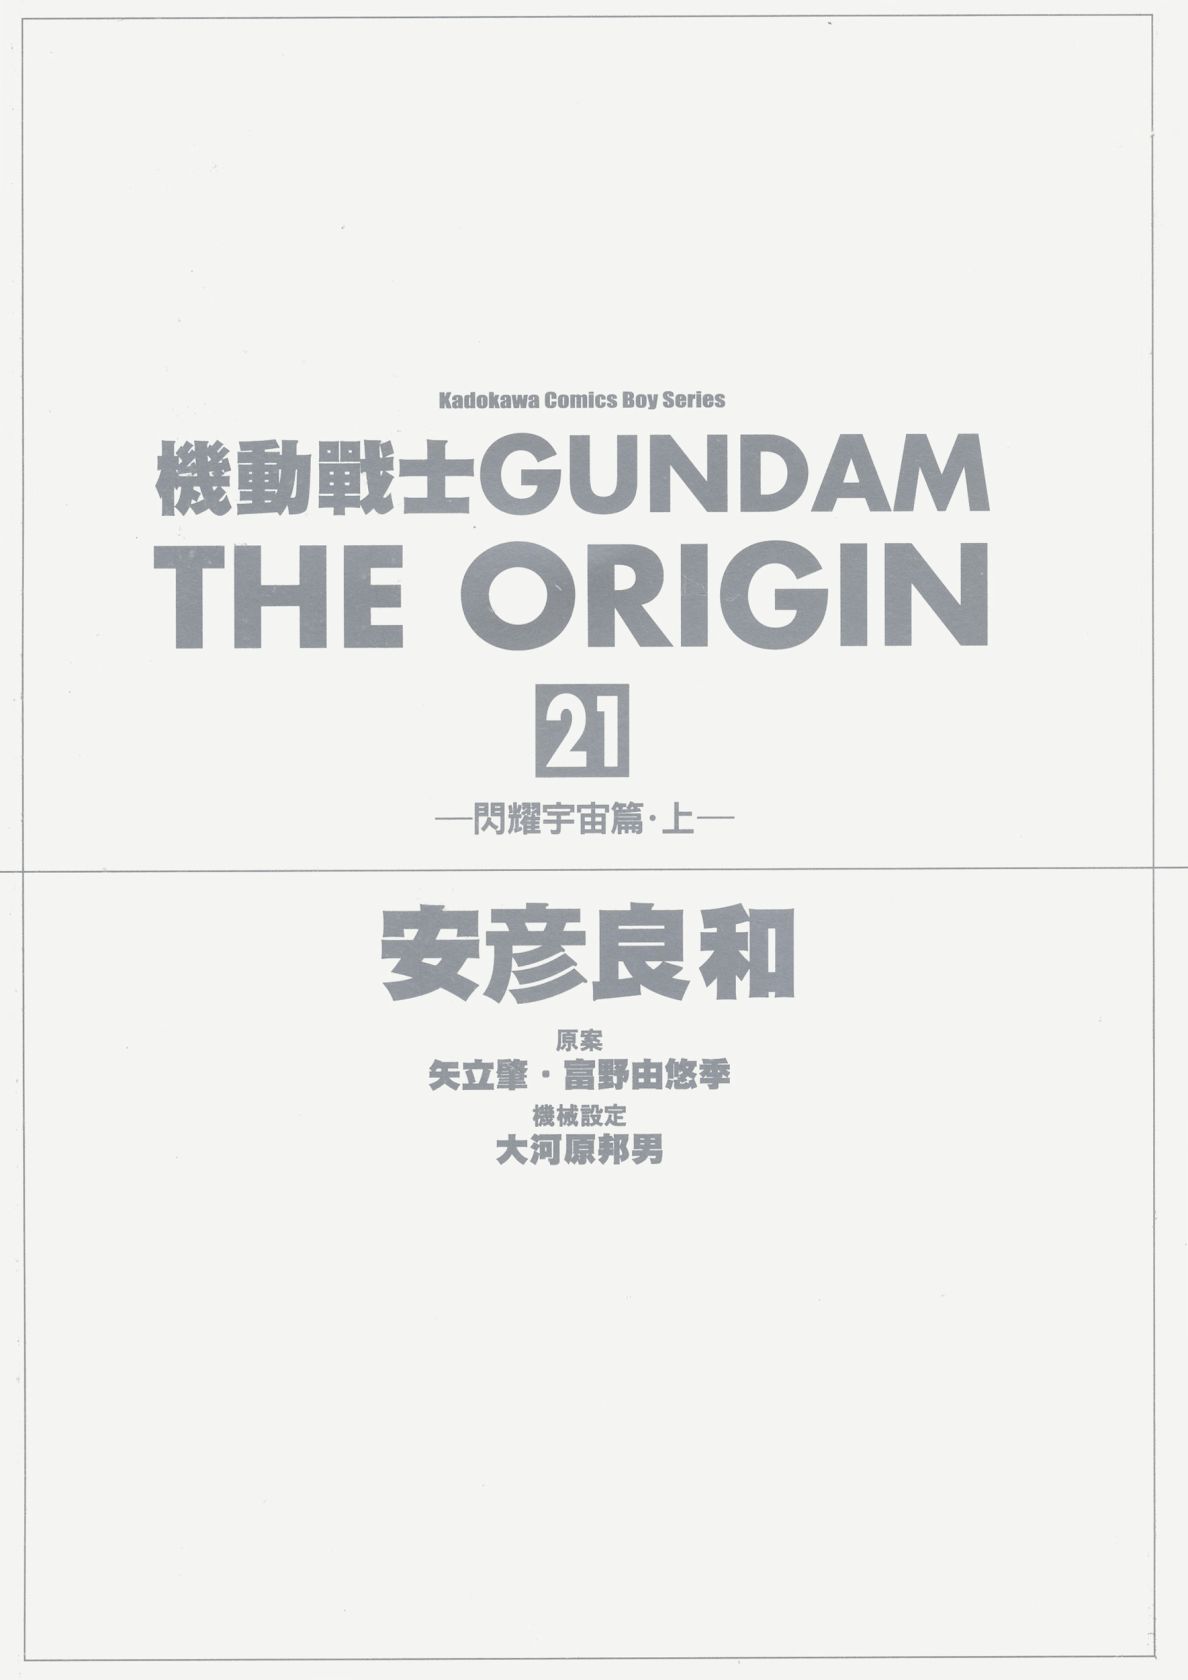 Kadokawa Comics Boy Series
機動戰士GUNDAM
THE ORIGIN
21
—閃耀宇宙篇·上—
安彦良和
原案
矢立肇・富野由悠季
機械設定
大河原邦男